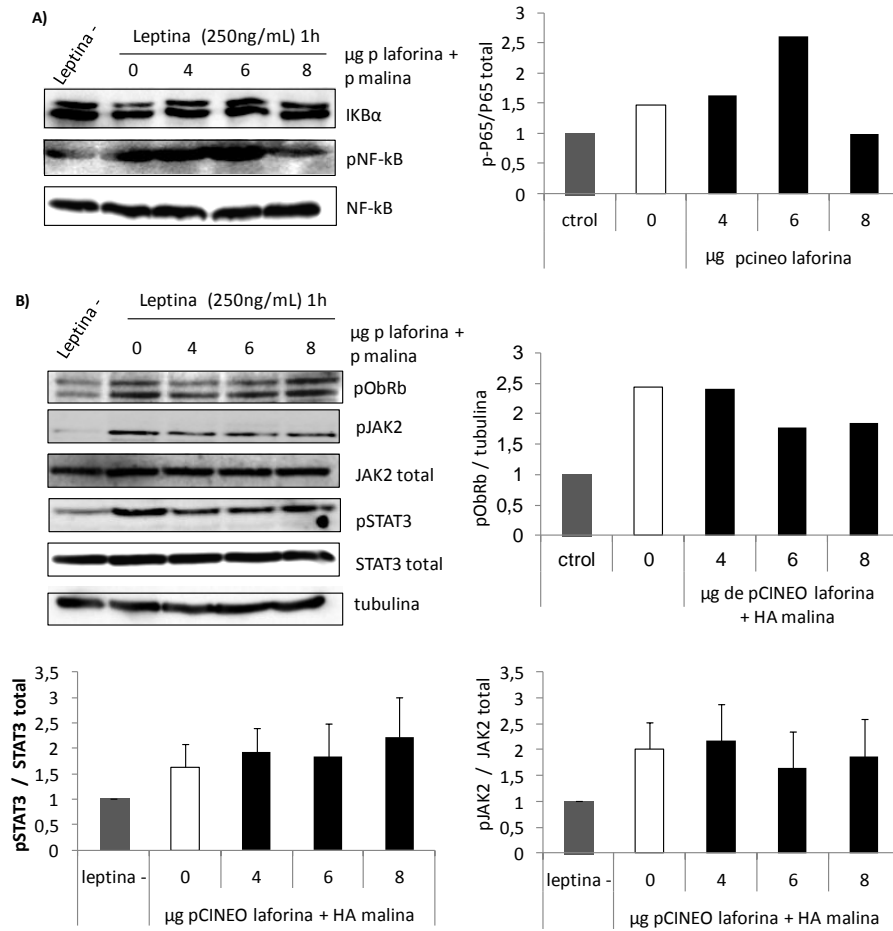 A)
Leptina -
Leptina (250ng/mL) 1h
0 4 6 8
µg p laforina +
p malina
IKBα
pNF-kB
NF-kB
p-P65/P65 total
3
2,5
2
1,5
1
0,5
0
ctrol 0 4 6 8
µg pcineo laforina
B)
Leptina -
Leptina (250ng/mL) 1h
0 4 6 8
µg p laforina +
p malina
pObRb
pJAK2
JAK2 total
pSTAT3
STAT3 total
tubulina
pObRb / tubulina
3
2,5
2
1,5
1
0,5
0
ctrol 0 4 6 8
µg de pCINEO laforina
+ HA malina
pSTAT3 / STAT3 total
3,5
3
2,5
2
1,5
1
0,5
0
leptina - 0 4 6 8
µg pCINEO laforina + HA malina
pJAK2 / JAK2 total
3,5
3
2,5
2
1,5
1
0,5
0
leptina - 0 4 6 8
µg pCINEO laforina + HA malina